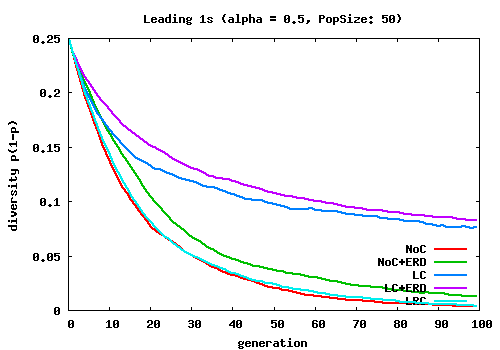 Leading 1s (alpha = 0.5, PopSize: 50)
0.25
0.2
0.15
0.1
0.05
0
diversity p(1-p)
NoC
NoC+ERD
LC
LC+ERD
LRC
0 10 20 30 40 50 60 70 80 90 100
generation